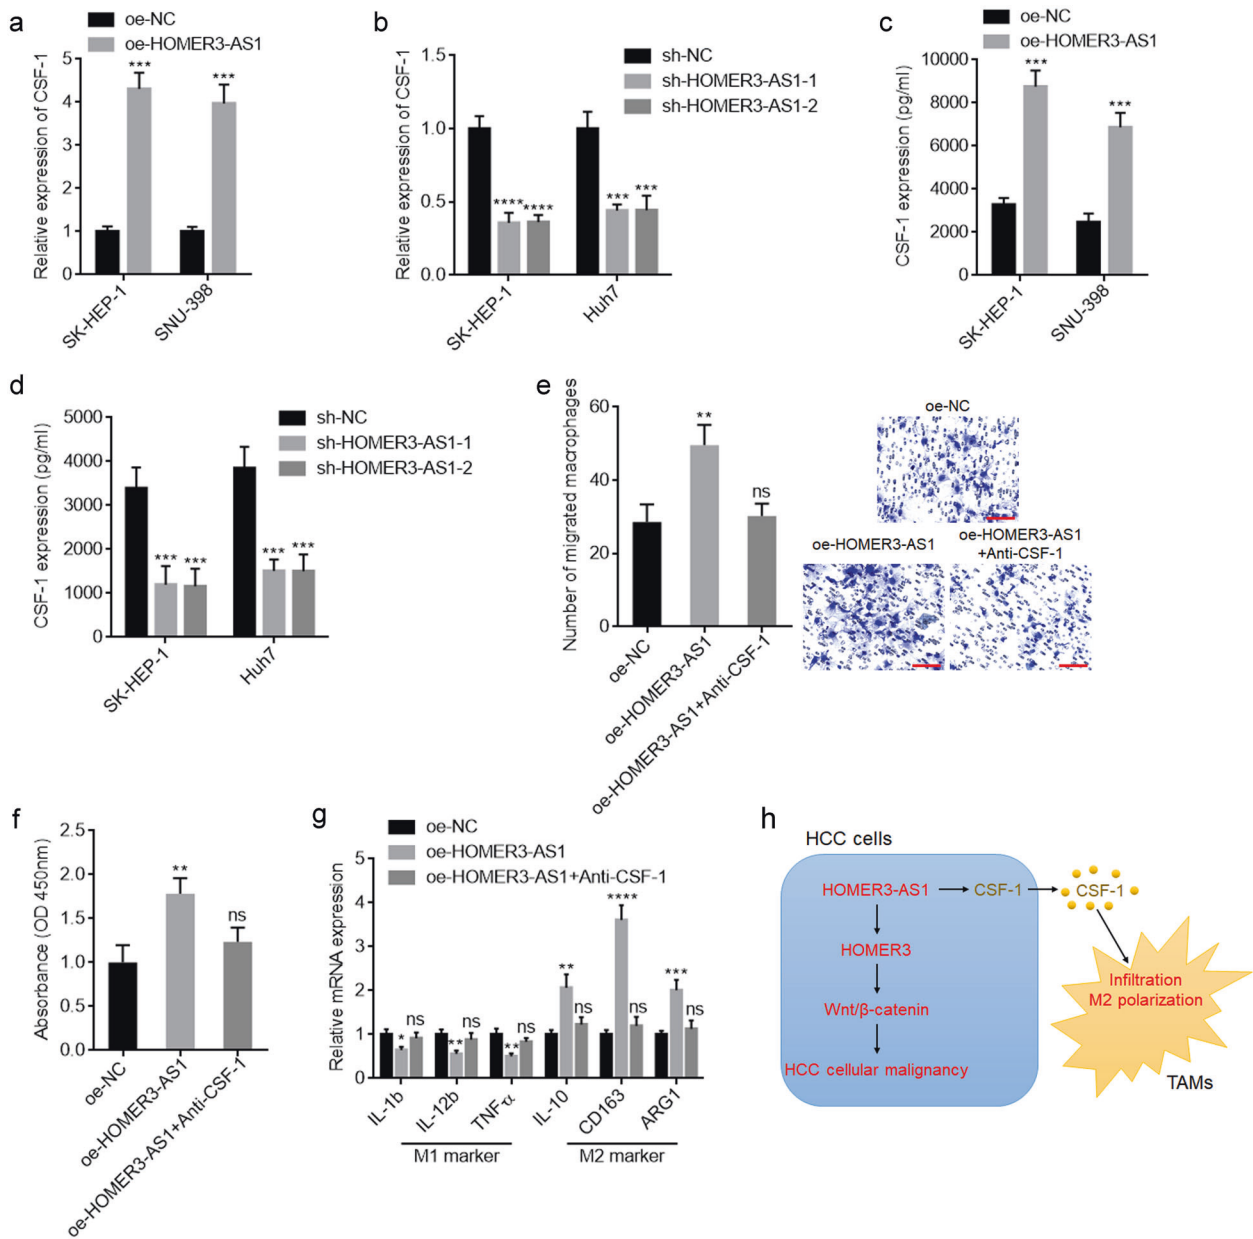 a
oe-NC
oe-HOMER3-AS1
Relative expression of CSF-1
5
4
3
2
1
0
***
***
SK-HEP-1
SNU-398
b
sh-NC
sh-HOMER3-AS1-1
sh-HOMER3-AS1-2
Relative expression of CSF-1
1.5
1.0
0.5
0.0
****
****
***
***
SK-HEP-1
Huh7
c
oe-NC
oe-HOMER3-AS1
CSF-1 expression (pg/ml)
10000
8000
6000
4000
2000
0
***
***
SK-HEP-1
SNU-398
d
sh-NC
sh-HOMER3-AS1-1
sh-HOMER3-AS1-2
CSF-1 expression (pg/ml)
5000
4000
3000
2000
1000
0
***
***
***
***
SK-HEP-1
Huh7
e
Number of migrated macrophages
60
40
20
0
**
ns
oe-NC
oe-HOMER3-AS1
oe-HOMER3-AS1+Anti-CSF-1
oe-NC
oe-HOMER3-AS1
oe-HOMER3-AS1
+Anti-CSF-1
f
Absorbance (OD 450nm)
2.5
2.0
1.5
1.0
0.5
0.0
**
ns
oe-NC
oe-HOMER3-AS1
oe-HOMER3-AS1+Anti-CSF-1
g
oe-NC
oe-HOMER3-AS1
oe-HOMER3-AS1+Anti-CSF-1
Relative mRNA expression
5
4
3
2
1
0
*
ns
**
ns
**
ns
**
ns
****
ns
***
ns
IL-1b
IL-12b
TNFα
IL-10
CD163
ARG1
M1 marker
M2 marker
h
HCC cells
HOMER3-AS1
CSF-1
CSF-1
HOMER3
Wnt/β-catenin
HCC cellular malignancy
Infiltration
M2 polarization
TAMs